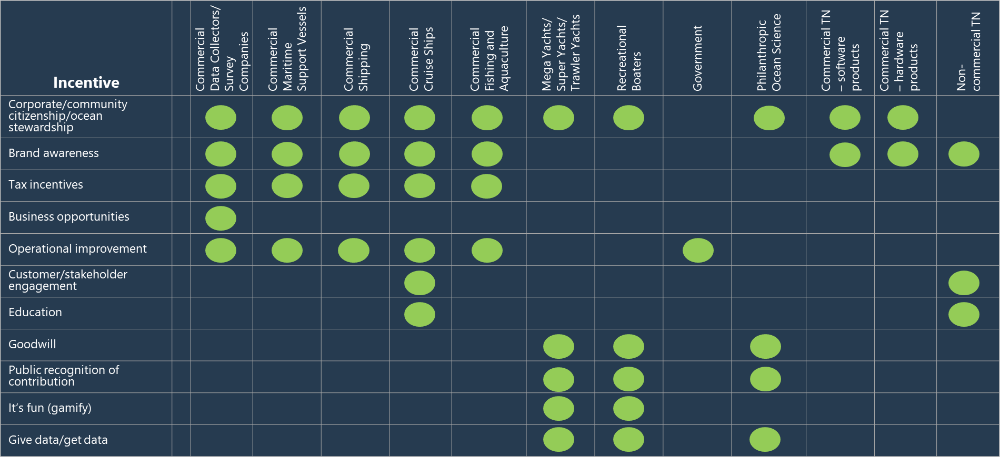 Incentive
Commercial
Data Collectors/
Survey
Companies
Commercial
Maritime
Support Vessels
Commercial
Shipping
Commercial
Cruise Ships
Commercial
Fishing and
Aquaculture
Mega Yachts/
Super Yachts/
Trawler Yachts
Recreational
Boaters
Government
Philanthropic
Ocean Science
Commercial TN
– software
products
Commercial TN
– hardware
products
Non-
commercial TN
Corporate/community
citizenship/ocean
stewardship
Brand awareness
Tax incentives
Business opportunities
Operational improvement
Customer/stakeholder
engagement
Education
Goodwill
Public recognition of
contribution
It’s fun (gamify)
Give data/get data